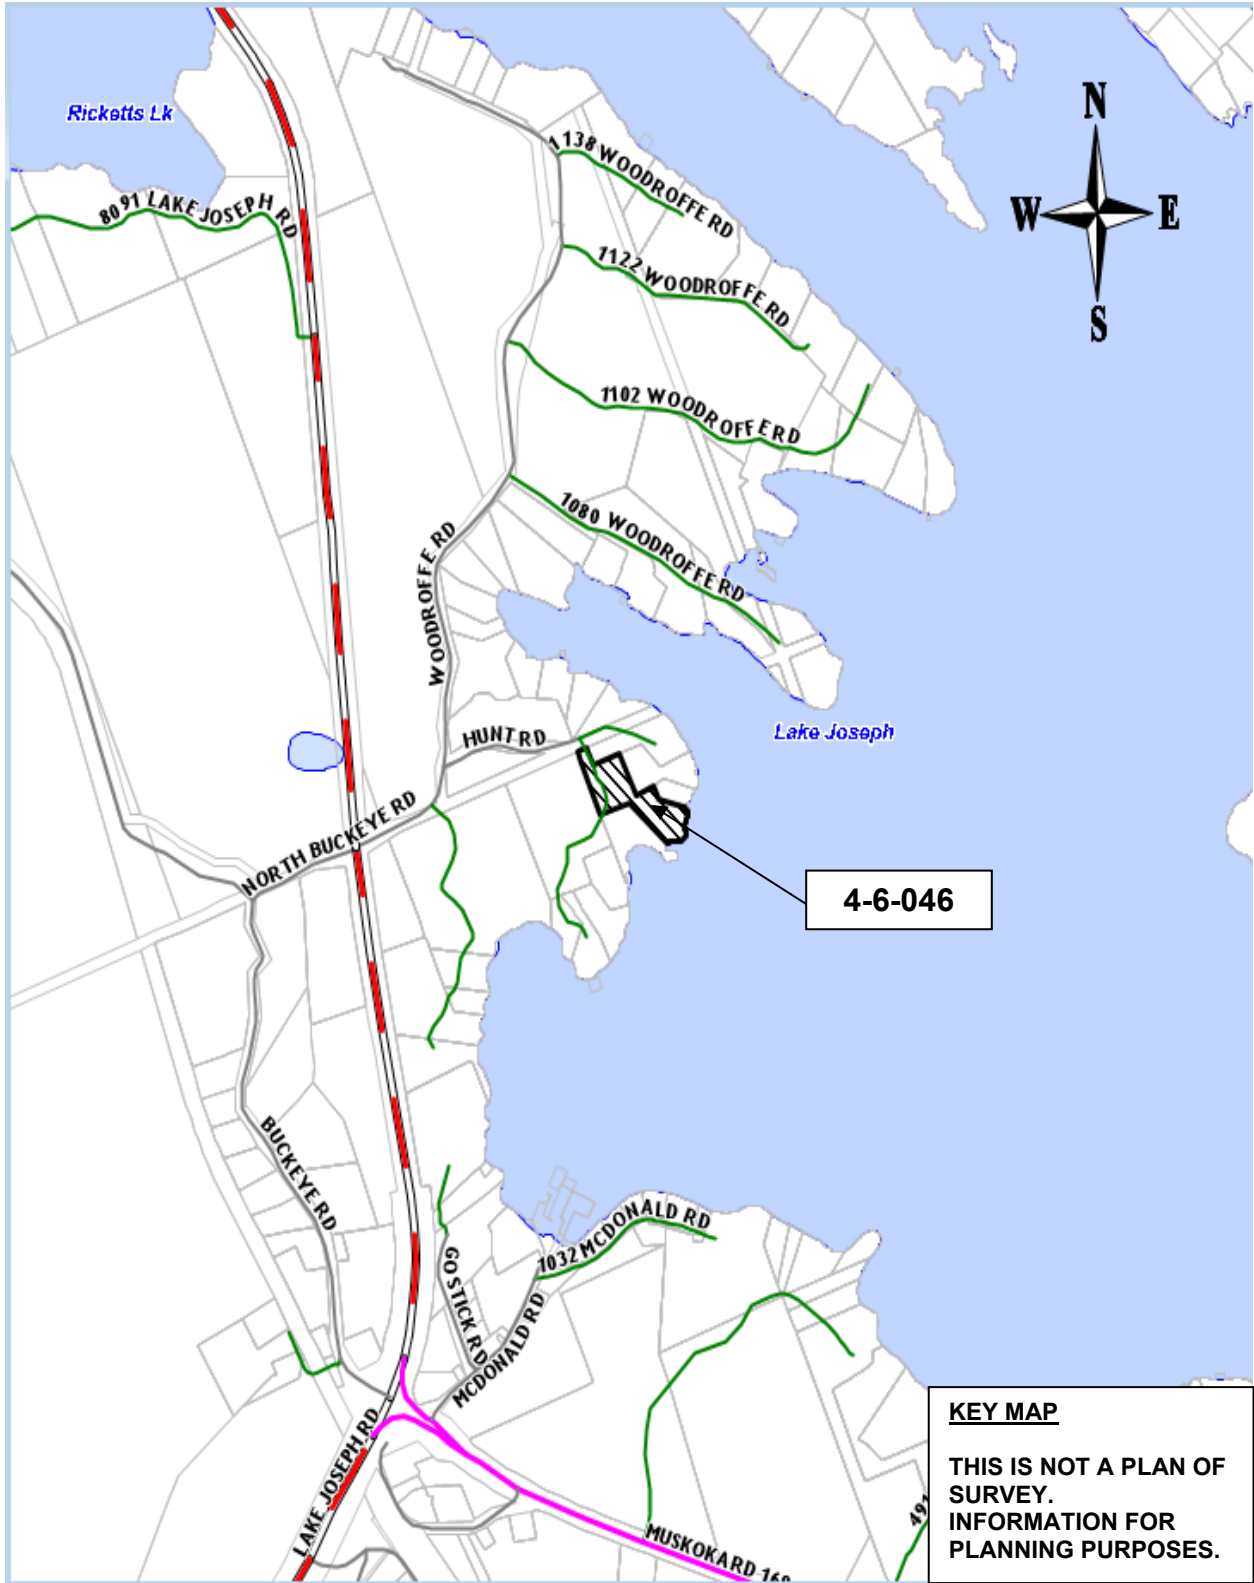 Ricketts Lk
N
W E
S
1138 WOODROFFE RD
8091 LAKE JOSEPH RD
1122 WOODROFFE RD
1102 WOODROFFE RD
1080 WOODROFFE RD
WOODROFFE RD
Lake Joseph
HUNT RD
NORTH BUCKEYE RD
4-6-046
BUCKEYE RD
1032 MCDONALD RD
GOSTICK RD
MCDONALD RD
LAKE JOSEPH RD
MUSKOKA RD 169
491
KEY MAP
THIS IS NOT A PLAN OF
SURVEY.
INFORMATION FOR
PLANNING PURPOSES.